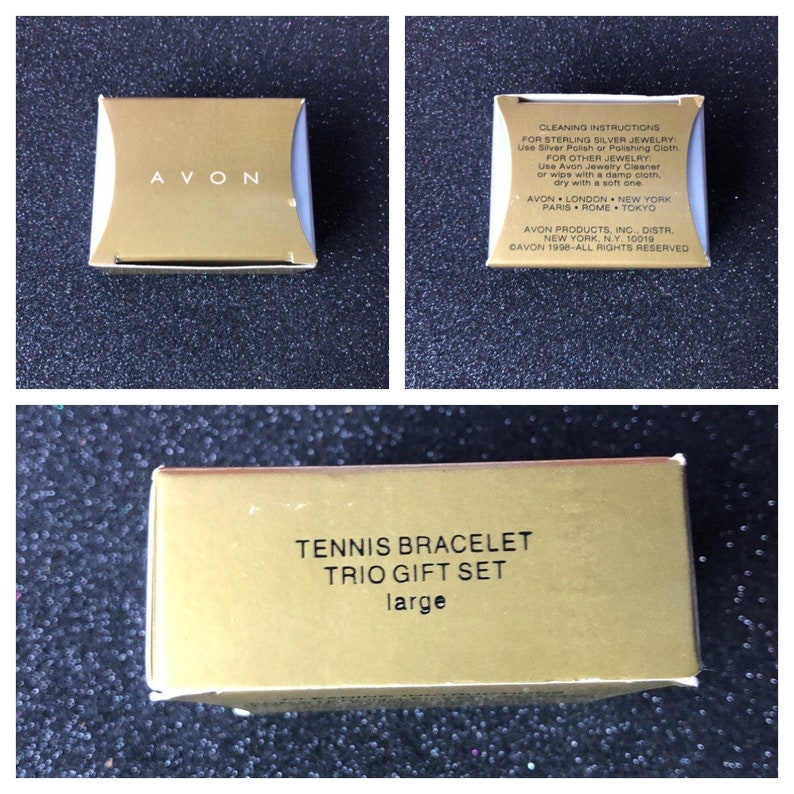 AVON
CLEANING INSTRUCTIONS
FOR STERLING SILVER JEWELRY:
Use Silver Polish or Polishing Cloth.
FOR OTHER JEWELRY:
Use Avon Jewelry Cleaner
or wipe with a damp cloth,
dry with a soft one.
AVON • LONDON • NEW YORK
PARIS • ROME • TOKYO
AVON PRODUCTS, INC., DISTR.
NEW YORK, N.Y. 10019
©AVON 1998–ALL RIGHTS RESERVED
TENNIS BRACELET
TRIO GIFT SET
large